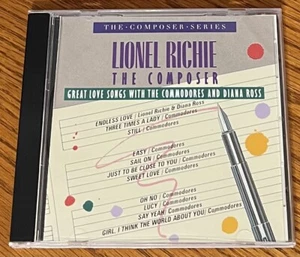 THE·COMPOSER·SERIES
LIONEL RICHIE
THE COMPOSER
GREAT LOVE SONGS WITH THE COMMODORES AND DIANA ROSS
ENDLESS LOVE / Lionel Richie & Diana Ross
THREE TIMES A LADY / Commodores
STILL / Commodores
EASY / Commodores
SAIL ON / Commodores
JUST TO BE CLOSE TO YOU / Commodores
SWEET LOVE / Commodores
OH NO / Commodores
LUCY / Commodores
SAY YEAH / Commodores
GIRL, I THINK THE WORLD ABOUT YOU / Commodores